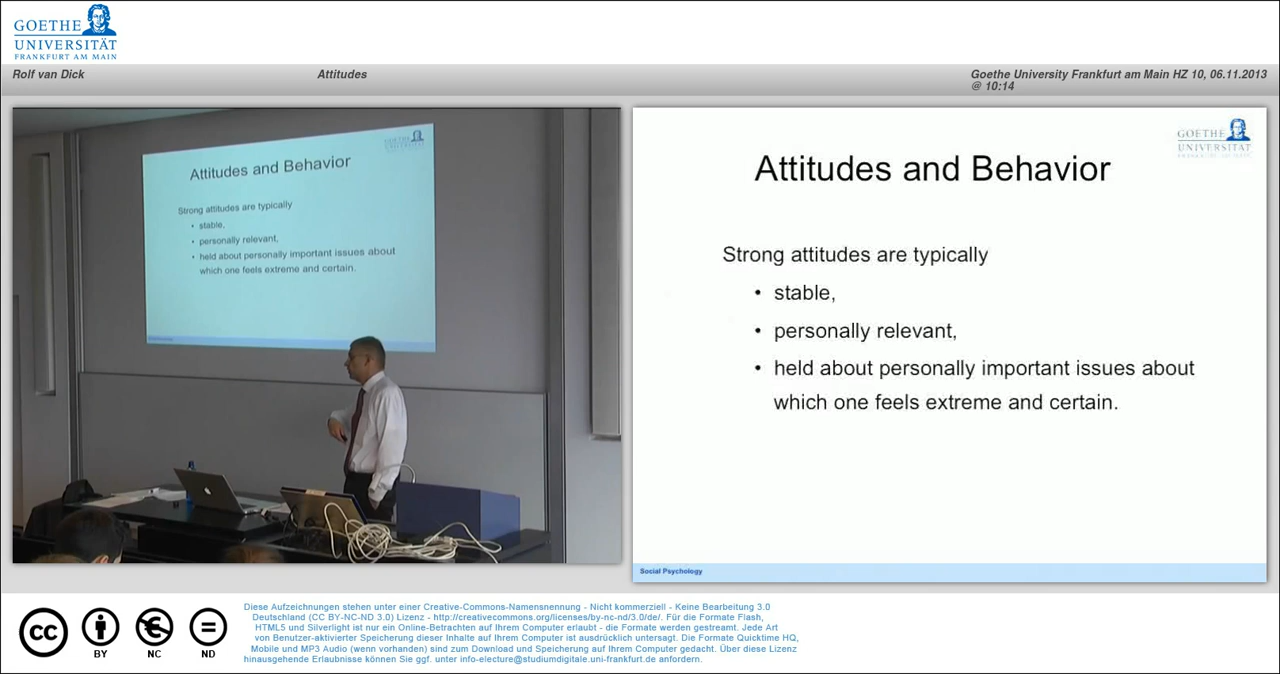 GOETHE
UNIVERSITÄT
FRANKFURT AM MAIN
Rolf van Dick
Attitudes
Goethe University Frankfurt am Main HZ 10, 06.11.2013
@ 10:14
GOETHE
UNIVERSITÄT
Attitudes and Behavior
Strong attitudes are typically
• stable,
• personally relevant,
• held about personally important issues about
which one feels extreme and certain.
GOETHE
UNIVERSITÄT
FRANKFURT AM MAIN
Attitudes and Behavior
Strong attitudes are typically
• stable,
• personally relevant,
• held about personally important issues about
which one feels extreme and certain.
Social Psychology
cc
BY
NC
ND
Diese Aufzeichnungen stehen unter einer Creative-Commons-Namensnennung - Nicht kommerziell - Keine Bearbeitung 3.0
Deutschland (CC BY-NC-ND 3.0) Lizenz - http://creativecommons.org/licenses/by-nc-nd/3.0/de/. Für die Formate Flash,
HTML5 und Silverlight ist nur ein Online-Betrachten auf Ihrem Computer erlaubt - die Formate werden gestreamt. Jede Art
von Benutzer-aktivierter Speicherung dieser Inhalte auf Ihrem Computer ist ausdrücklich untersagt. Die Formate Quicktime HQ,
Mobile und MP3 Audio (wenn vorhanden) sind zum Download und Speicherung auf Ihrem Computer gedacht. Über diese Lizenz
hinausgehende Erlaubnisse können Sie ggf. unter info-electure@studiumdigitale.uni-frankfurt.de anfordern.